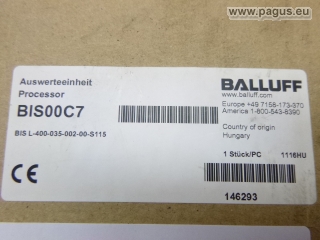 www.pagus.eu
Auswerteeinheit
Processor
BIS00C7
BIS L-400-035-002-00-S115
BALLUFF
www.balluff.com
Europe +49 7158-173-370
America 1-800-543-8390
Country of origin
Hungary
1 Stück/PC 1116HU
CE
146293